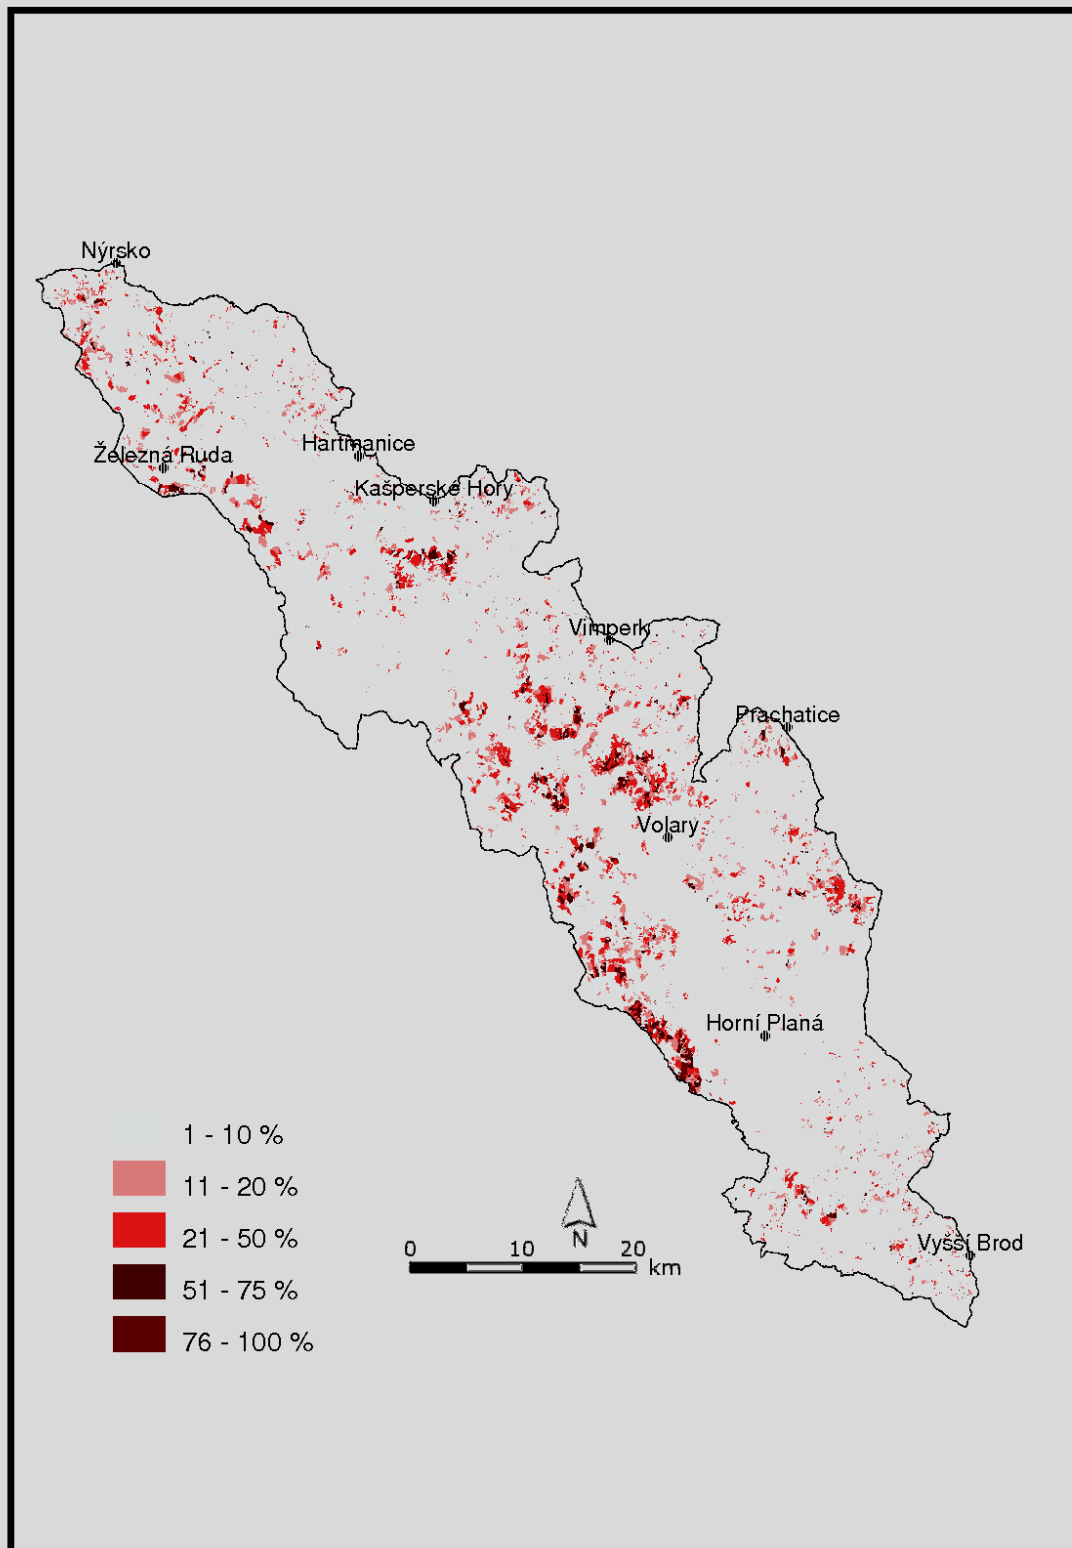 Nýrsko
Hartmanice
Železná Ruda
Kašperské Hory
Vimperk
Prachatice
Volary
Horní Planá
1 - 10 %
11 - 20 %
21 - 50 %
51 - 75 %
76 - 100 %
N
0 10 20
km
Vyšší Brod